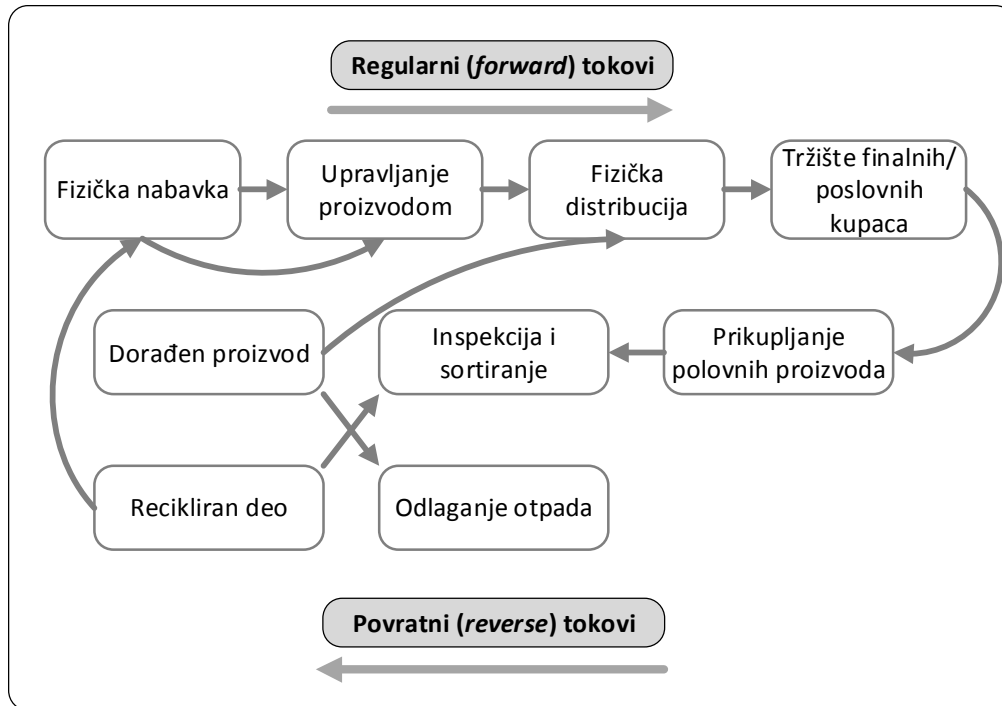 Regularni (forward) tokovi
Fizička nabavka
Upravljanje
proizvodom
Fizička
distribucija
Tržište finalnih/
poslovnih
kupaca
Dorađen proizvod
Inspekcija i
sortiranje
Prikupljanje
polovnih proizvoda
Recikliran deo
Odlaganje otpada
Povratni (reverse) tokovi